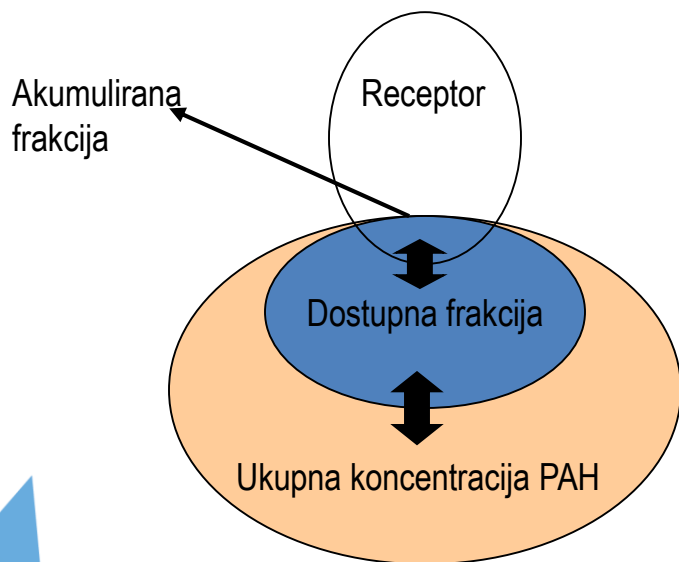 Akumulirana
frakcija
Receptor
Dostupna frakcija
Ukupna koncentracija PAH